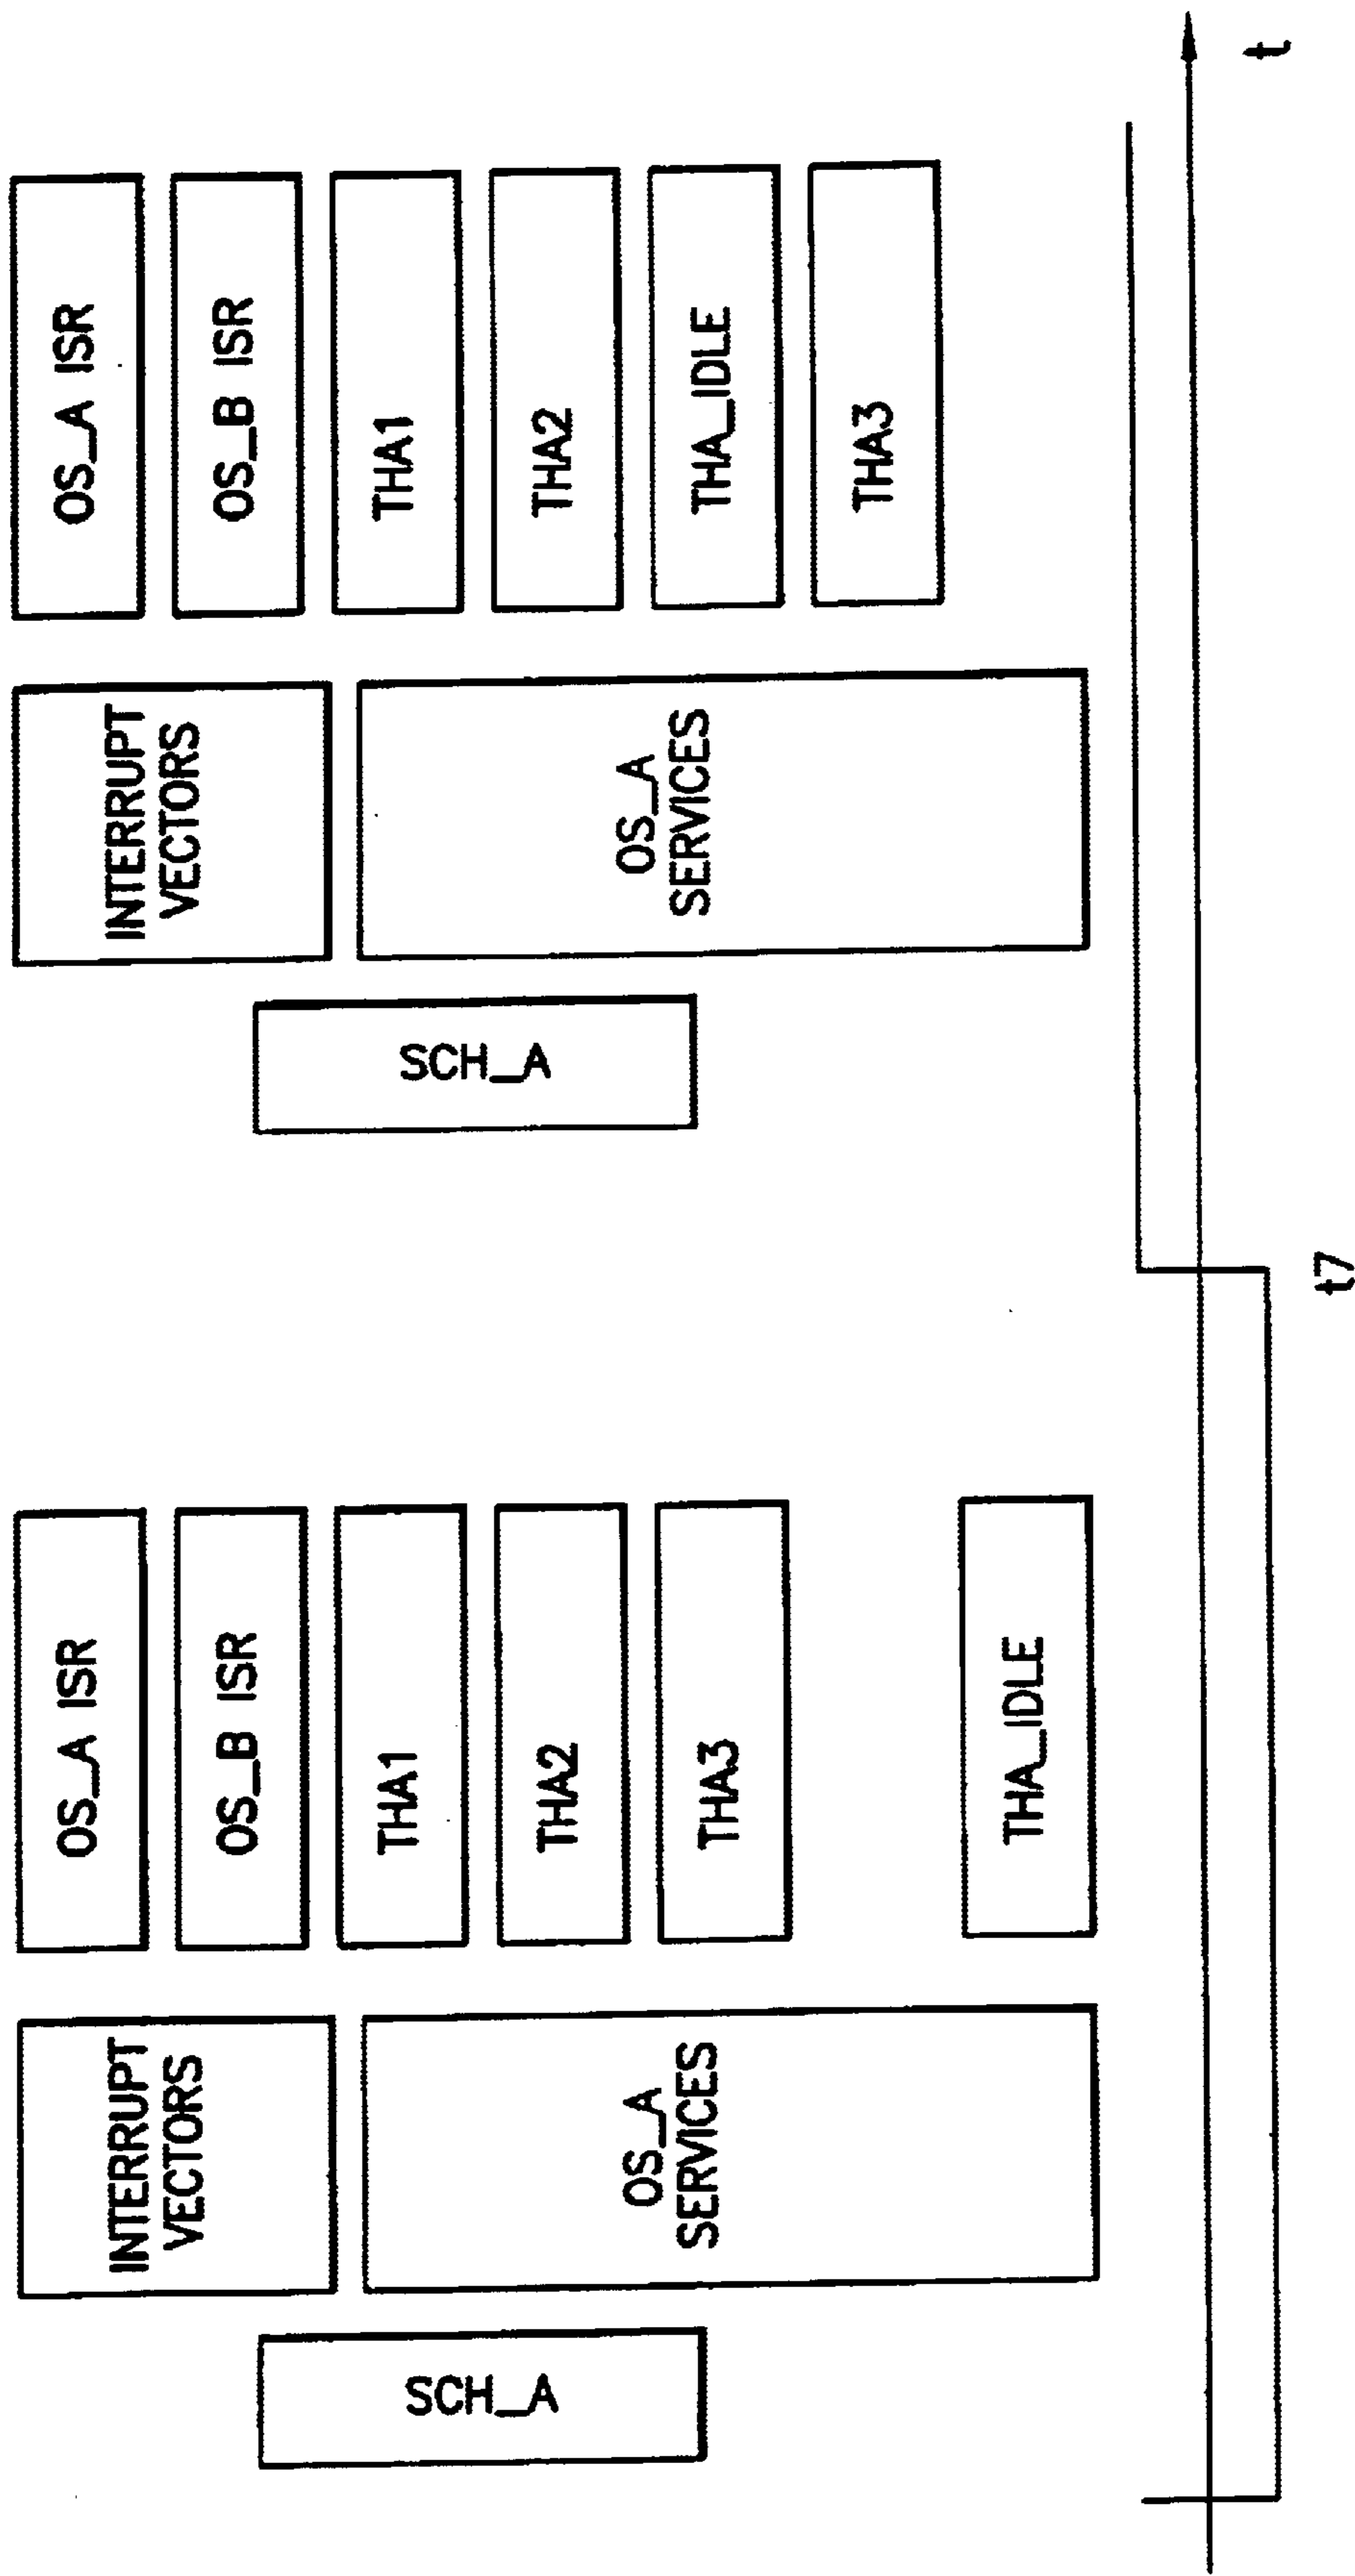 SCH_A
INTERRUPT
VECTORS
OS_A
SERVICES
OS_A ISR
OS_B ISR
THA1
THA2
THA3
THA_IDLE
SCH_A
INTERRUPT
VECTORS
OS_A
SERVICES
OS_A ISR
OS_B ISR
THA1
THA2
THA_IDLE
THA3
t7
t